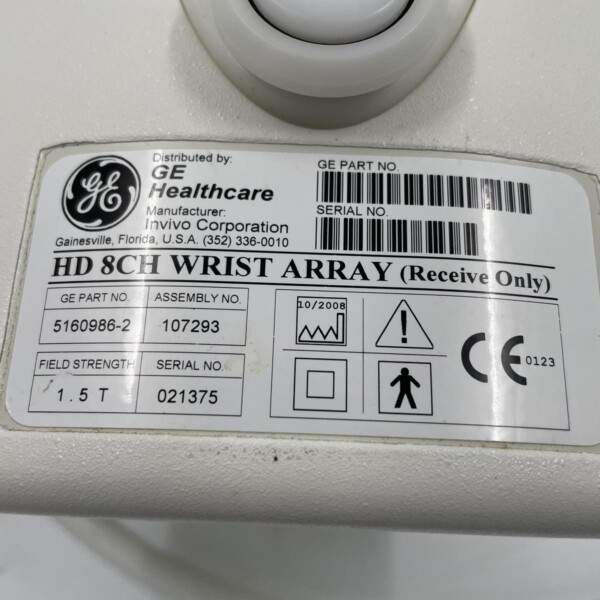 GE
Distributed by:
GE
Healthcare
Manufacturer:
Invivo Corporation
Gainesville, Florida, U.S.A. (352) 336-0010
GE PART NO.
SERIAL NO.
HD 8CH WRIST ARRAY (Receive Only)
GE PART NO. ASSEMBLY NO.
5160986-2 107293
FIELD STRENGTH SERIAL NO.
1.5 T 021375
10/2008
CE 0123